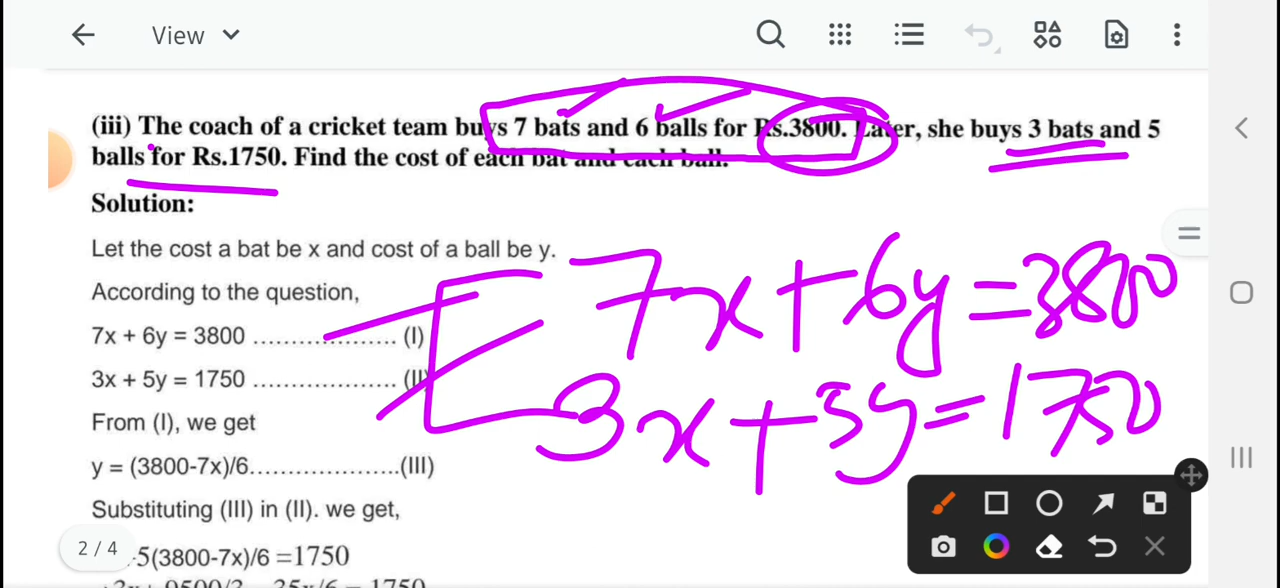 View
(iii) The coach of a cricket team buys 7 bats and 6 balls for Rs.3800. Later, she buys 3 bats and 5
balls for Rs.1750. Find the cost of each bat and each ball.
Solution:
Let the cost a bat be x and cost of a ball be y.
According to the question,
7x + 6y = 3800 ………………… (I)
3x + 5y = 1750 ………………… (II)
7x+6y=3800
3x+5y=1750
From (I), we get
y = (3800-7x)/6…………………(III)
Substituting (III) in (II). we get,
5(3800-7x)/6 =1750
2 / 4